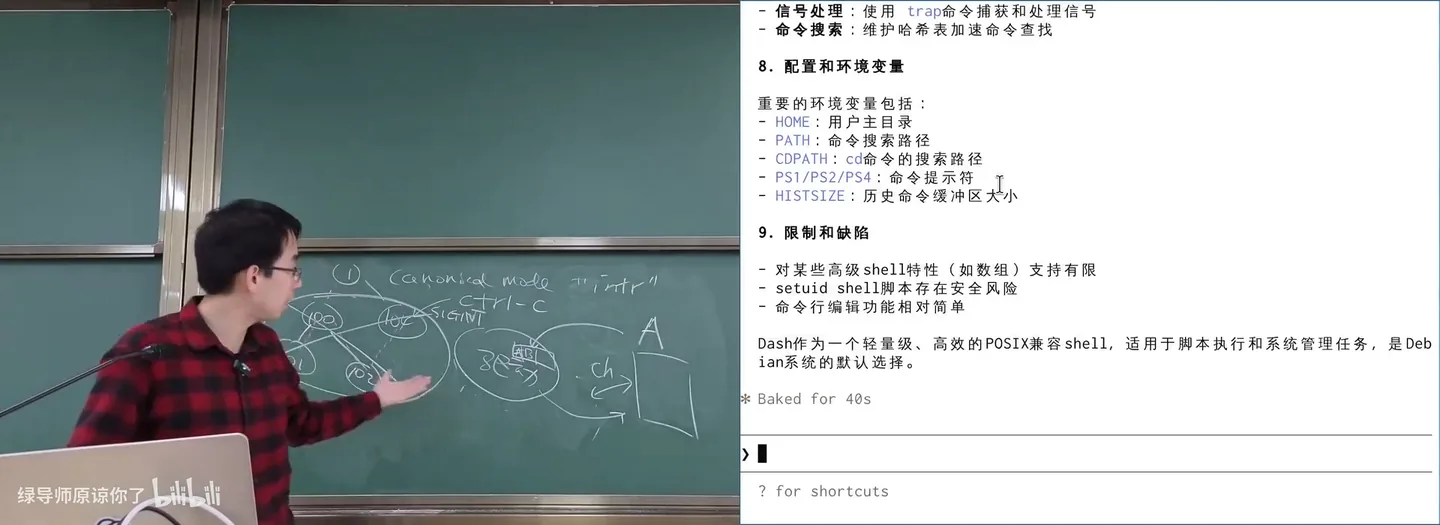 ① Canonical mode "intr"
ctrl-C
SIGINT
100
101
102
A
ch
绿导师原谅你了 bilibili
- 信号处理：使用 trap命令捕获和处理信号
- 命令搜索：维护哈希表加速命令查找
8. 配置和环境变量
重要的环境变量包括：
- HOME：用户主目录
- PATH：命令搜索路径
- CDPATH：cd命令的搜索路径
- PS1/PS2/PS4：命令提示符
- HISTSIZE：历史命令缓冲区大小
9. 限制和缺陷
- 对某些高级shell特性（如数组）支持有限
- setuid shell脚本存在安全风险
- 命令行编辑功能相对简单
Dash作为一个轻量级、高效的POSIX兼容shell，适用于脚本执行和系统管理任务，是Deb
ian系统的默认选择。
✻ Baked for 40s
❯
? for shortcuts